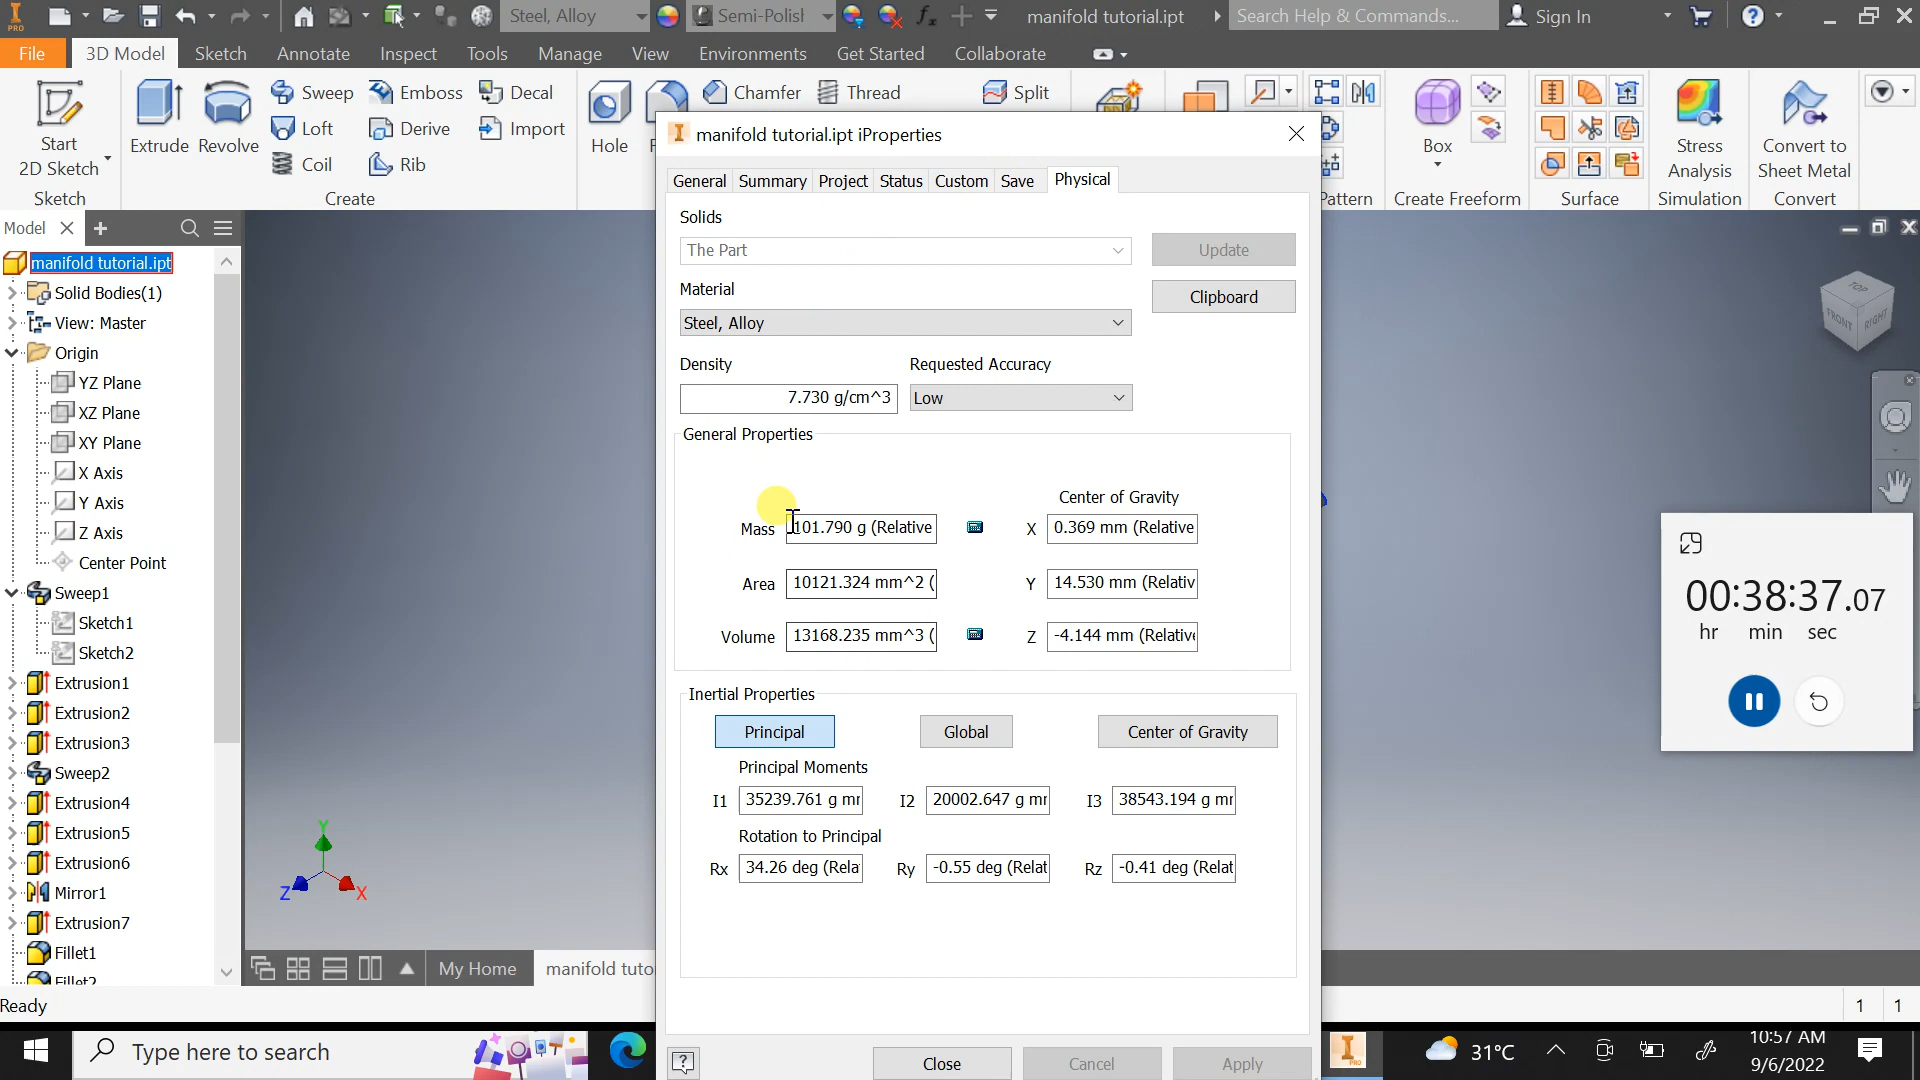 PRO
Steel, Alloy
Semi-Polish
manifold tutorial.ipt
Search Help & Commands...
Sign In
File
3D Model
Sketch
Annotate
Inspect
Tools
Manage
View
Environments
Get Started
Collaborate
Start
2D Sketch
Sketch
Extrude
Revolve
Sweep
Loft
Coil
Emboss
Derive
Rib
Decal
Import
Create
Hole
Chamfer
Thread
Split
Pattern
Box
Create Freeform
Surface
Stress
Analysis
Simulation
Convert to
Sheet Metal
Convert
Model
manifold tutorial.ipt
Solid Bodies(1)
View: Master
Origin
YZ Plane
XZ Plane
XY Plane
X Axis
Y Axis
Z Axis
Center Point
Sweep1
Sketch1
Sketch2
Extrusion1
Extrusion2
Extrusion3
Sweep2
Extrusion4
Extrusion5
Extrusion6
Mirror1
Extrusion7
Fillet1
Fillet2
Y
Z
X
My Home
manifold tuto
manifold tutorial.ipt iProperties
General
Summary
Project
Status
Custom
Save
Physical
Solids
The Part
Update
Material
Clipboard
Steel, Alloy
Density
Requested Accuracy
7.730 g/cm^3
Low
General Properties
Center of Gravity
Mass
101.790 g (Relative
X
0.369 mm (Relative
Area
10121.324 mm^2 (
Y
14.530 mm (Relativ
Volume
13168.235 mm^3 (
Z
-4.144 mm (Relative
Inertial Properties
Principal
Global
Center of Gravity
Principal Moments
I1
35239.761 g mr
I2
20002.647 g mr
I3
38543.194 g mr
Rotation to Principal
Rx
34.26 deg (Rela
Ry
-0.55 deg (Relat
Rz
-0.41 deg (Relat
Close
Cancel
Apply
TOP
FRONT
RIGHT
00:38:37.07
hr
min
sec
Ready
1
1
Type here to search
PRO
31°C
10:57 AM
9/6/2022